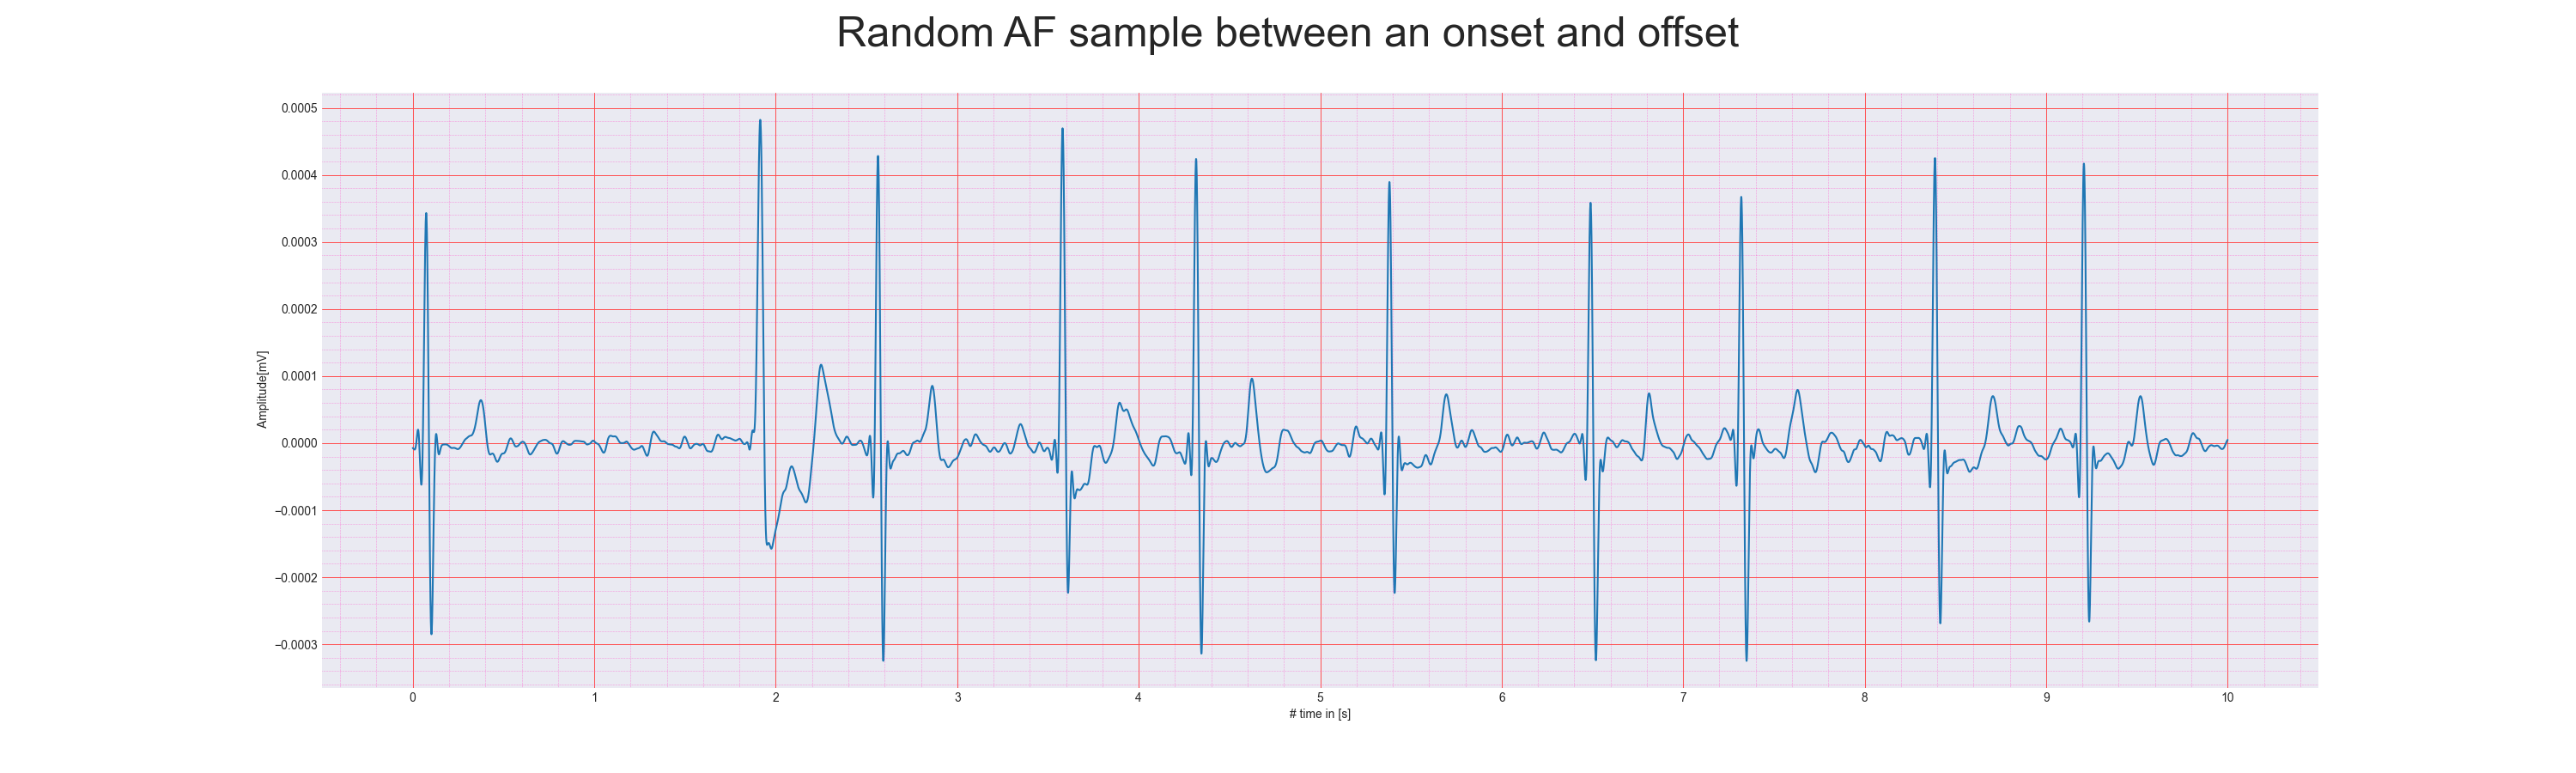 Random AF sample between an onset and offset
0.0005
0.0004
0.0003
0.0002
0.0001
0.0000
−0.0001
−0.0002
−0.0003
Amplitude[mV]
0 1 2 3 4 5 6 7 8 9 10
# time in [s]